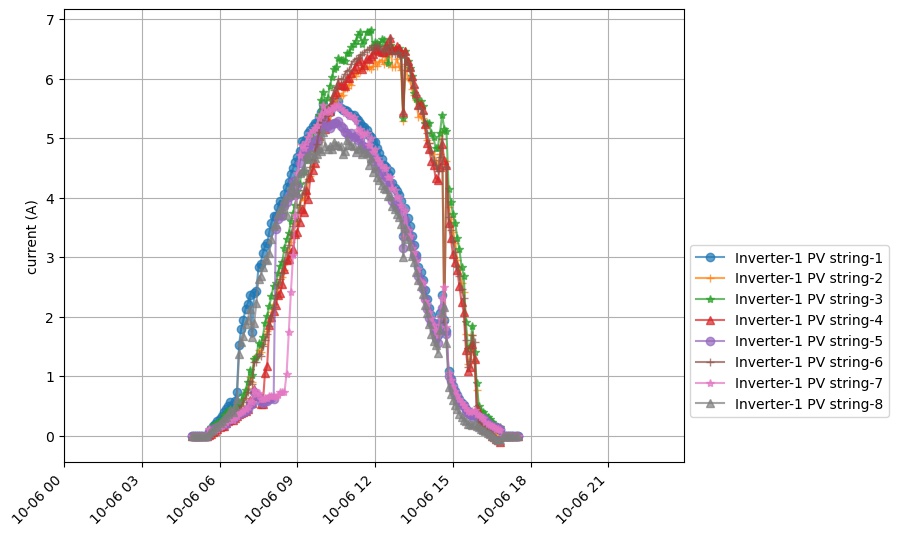 7
6
5
4
3
2
1
0
current (A)
10-06 00
10-06 03
10-06 06
10-06 09
10-06 12
10-06 15
10-06 18
10-06 21
Inverter-1 PV string-1
Inverter-1 PV string-2
Inverter-1 PV string-3
Inverter-1 PV string-4
Inverter-1 PV string-5
Inverter-1 PV string-6
Inverter-1 PV string-7
Inverter-1 PV string-8